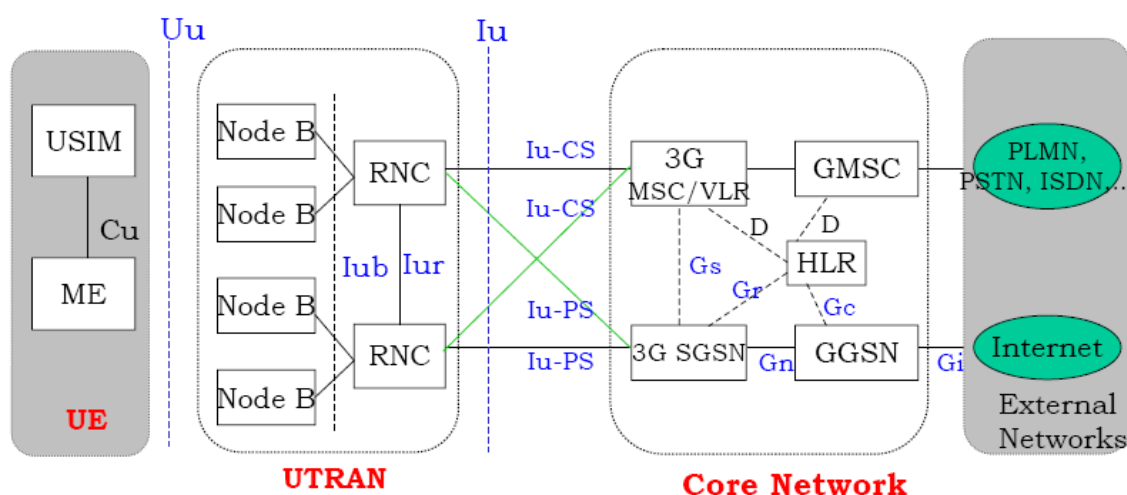 Uu
Iu
USIM
Cu
ME
UE
Node B
Node B
Node B
Node B
RNC
RNC
Iub
Iur
UTRAN
Iu-CS
Iu-CS
Iu-PS
Iu-PS
3G
MSC/VLR
GMSC
D
D
HLR
Gs
Gr
Gc
3G SGSN
Gn
GGSN
Gi
Core Network
PLMN,
PSTN, ISDN,..
Internet
External
Networks